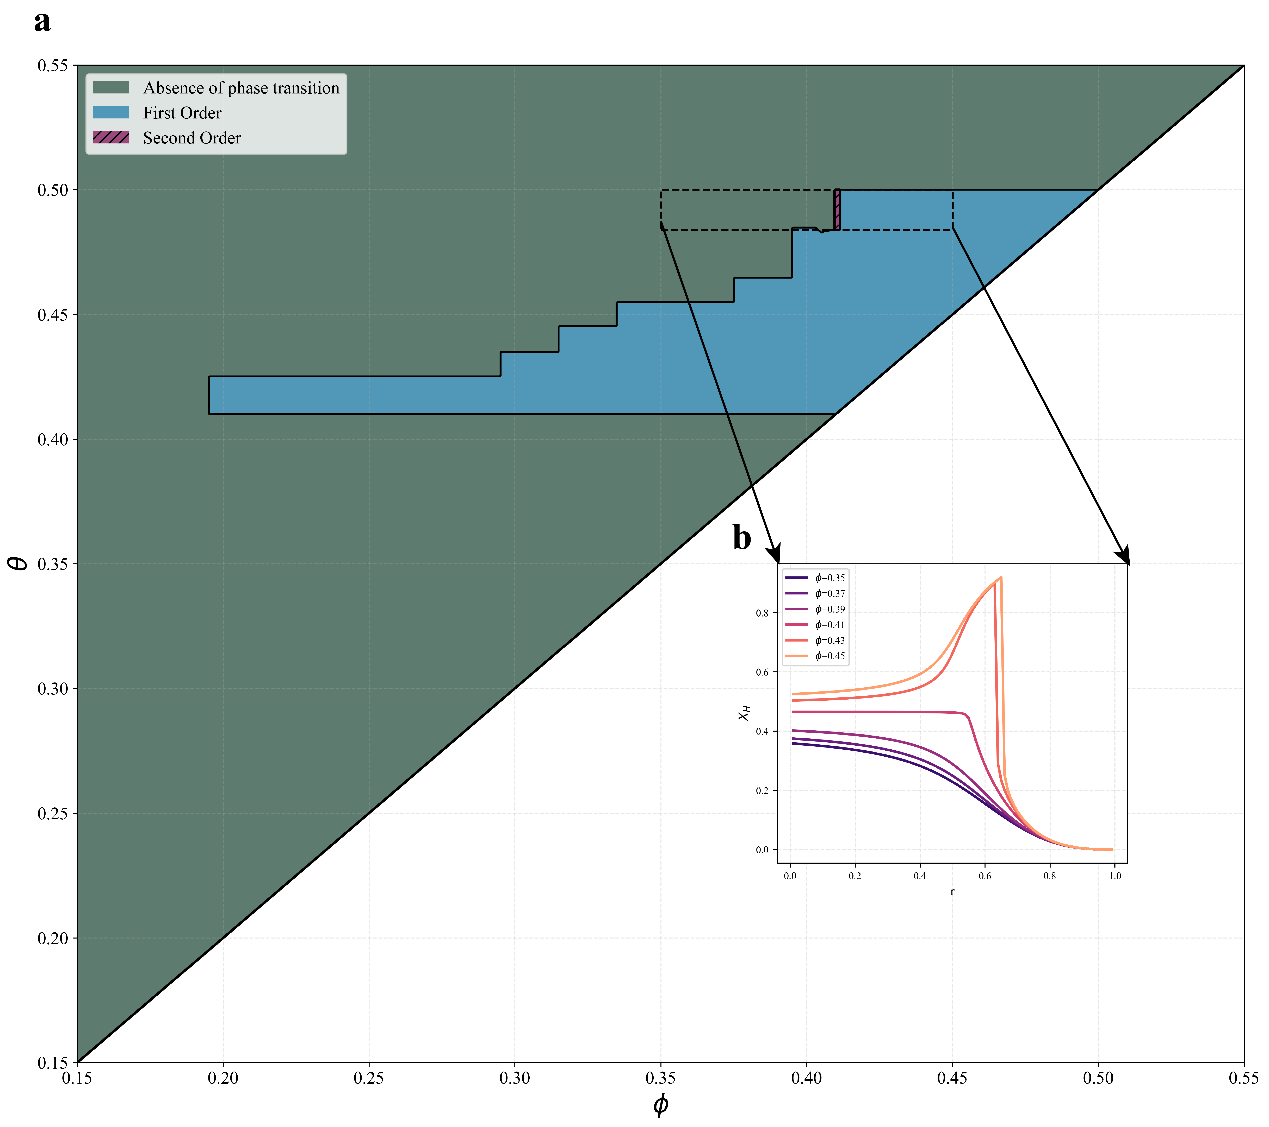 a
Absence of phase transition
First Order
Second Order
0.55
0.50
0.45
0.40
0.35
0.30
0.25
0.20
0.15
θ
0.15 0.20 0.25 0.30 0.35 0.40 0.45 0.50 0.55
ϕ
b
ϕ=0.35
ϕ=0.37
ϕ=0.39
ϕ=0.41
ϕ=0.43
ϕ=0.45
0.8
0.6
0.4
0.2
0.0
x_H
0.0 0.2 0.4 0.6 0.8 1.0
r